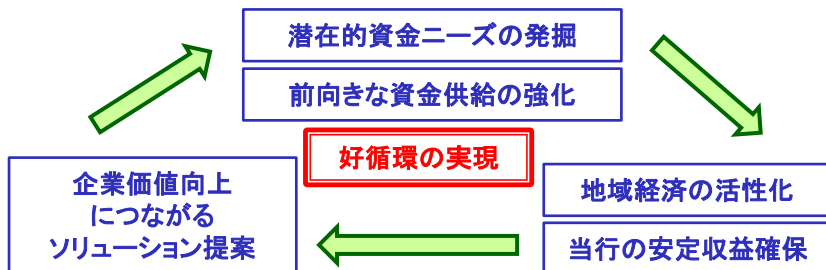 潜在的資金ニーズの発掘
前向きな資金供給の強化
好循環の実現
企業価値向上
につながる
ソリューション提案
地域経済の活性化
当行の安定収益確保